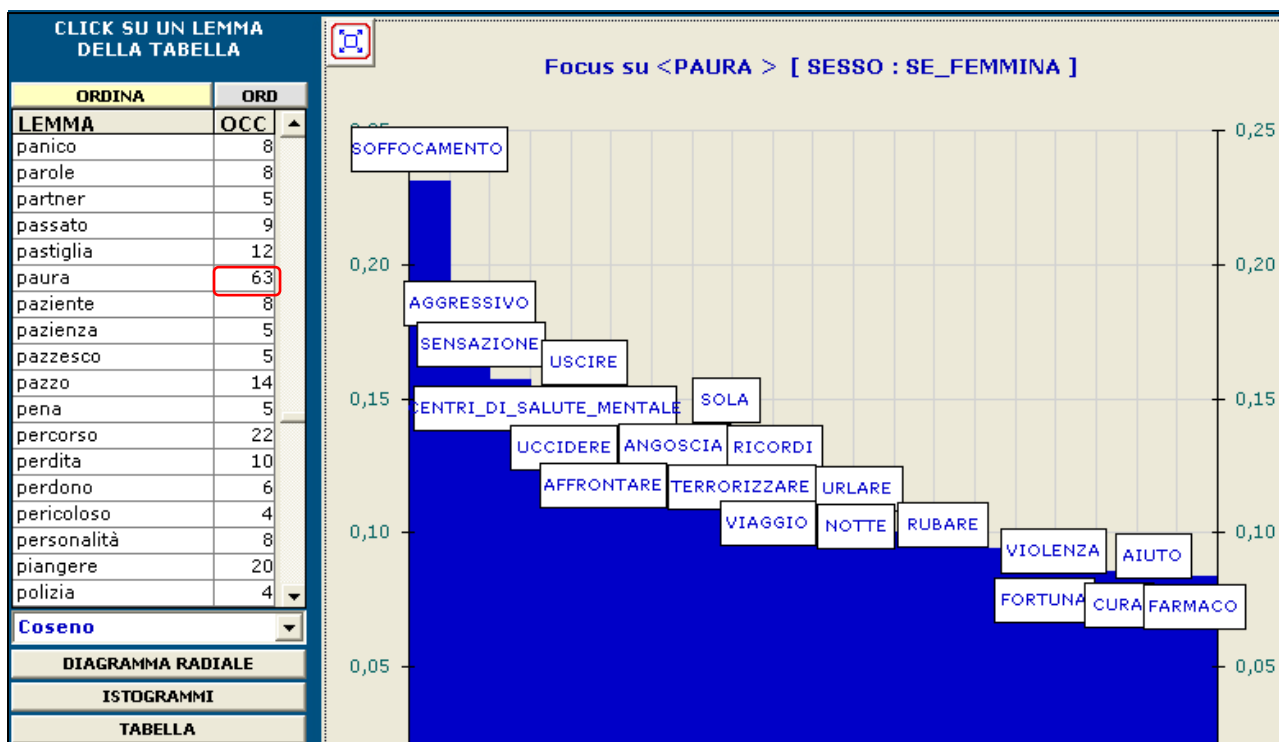 CLICK SU UN LEMMA
DELLA TABELLA
ORDINA ORD
LEMMA OCC
panico 8
parole 8
partner 5
passato 9
pastiglia 12
paura 63
paziente 8
pazienza 5
pazzesco 5
pazzo 14
pena 5
percorso 22
perdita 10
perdono 6
pericoloso 4
personalità 8
piangere 20
polizia 4
Coseno
DIAGRAMMA RADIALE
ISTOGRAMMI
TABELLA
Focus su <PAURA > [ SESSO : SE_FEMMINA ]
0,25
SOFFOCAMENTO
0,20 0,20
AGGRESSIVO
SENSAZIONE
USCIRE
0,15 0,15
CENTRI_DI_SALUTE_MENTALE
SOLA
UCCIDERE ANGOSCIA RICORDI
AFFRONTARE TERRORIZZARE URLARE
VIAGGIO NOTTE RUBARE
0,10 0,10
VIOLENZA AIUTO
FORTUNA CURA FARMACO
0,05 0,05